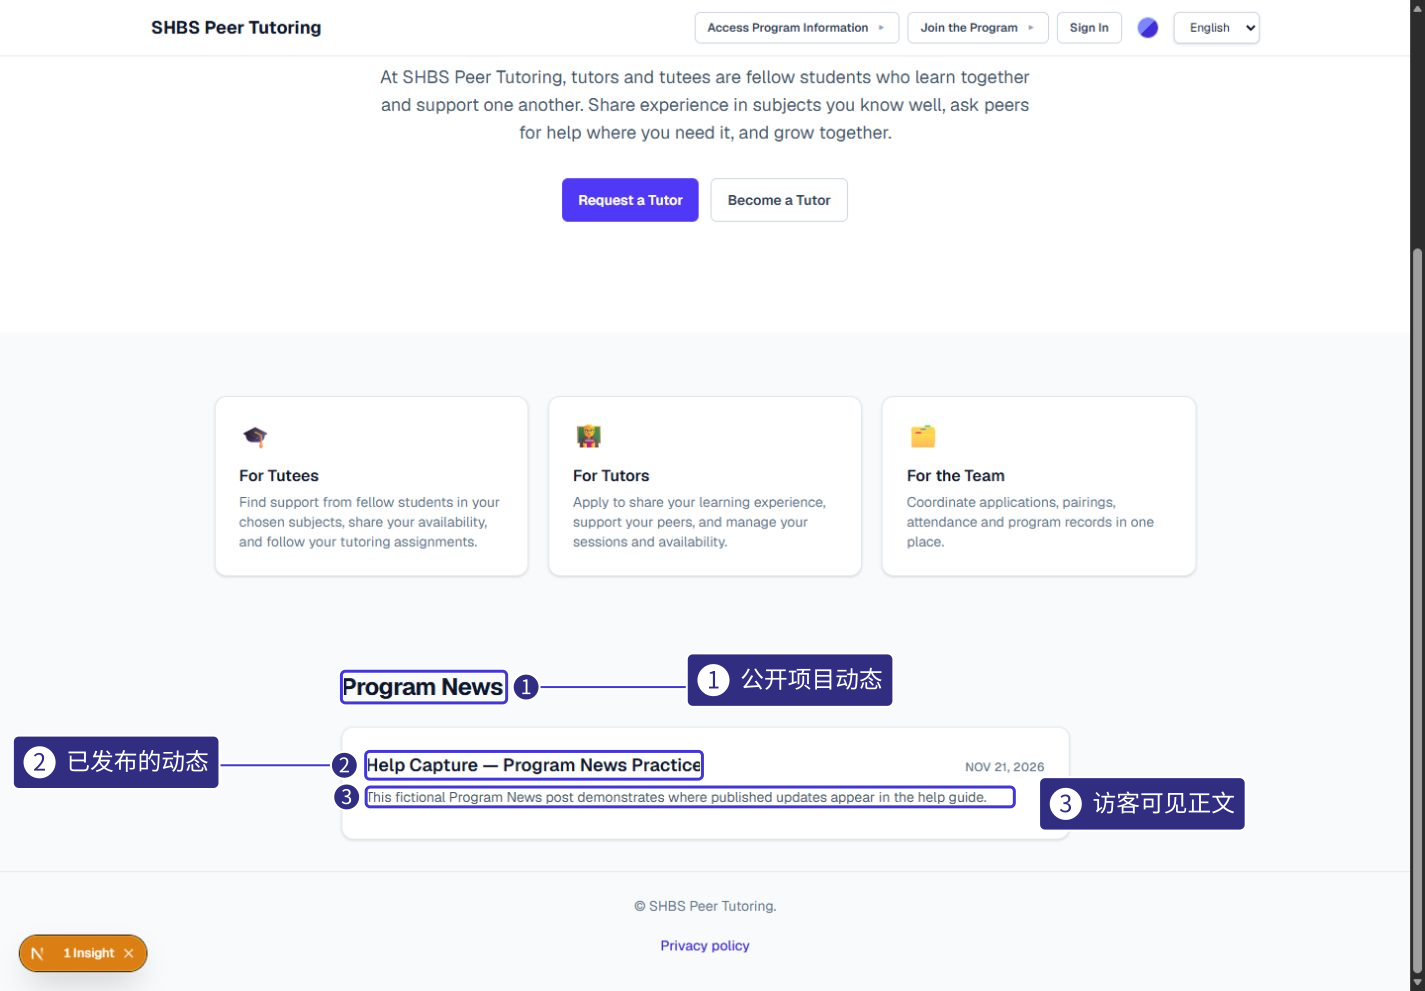 SHBS Peer Tutoring
Access Program Information
Join the Program
Sign In
English
At SHBS Peer Tutoring, tutors and tutees are fellow students who learn together
and support one another. Share experience in subjects you know well, ask peers
for help where you need it, and grow together.
Request a Tutor
Become a Tutor
For Tutees
Find support from fellow students in your
chosen subjects, share your availability,
and follow your tutoring assignments.
For Tutors
Apply to share your learning experience,
support your peers, and manage your
sessions and availability.
For the Team
Coordinate applications, pairings,
attendance and program records in one
place.
Program News 1
1 公开项目动态
2 已发布的动态
2 Help Capture — Program News Practice
NOV 21, 2026
3 This fictional Program News post demonstrates where published updates appear in the help guide.
3 访客可见正文
© SHBS Peer Tutoring.
Privacy policy
N 1 Insight ×